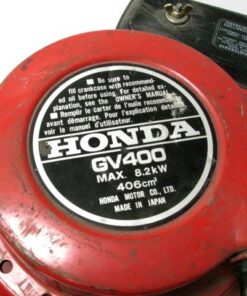 ■ Be sure to
fill crankcase with recommend-
ed oil before using. For detailed ex-
planation, see the OWNER'S MANUAL.
■ Remplir le carter de l'huile recommandée
avant démarrage. Pour plus d'explication
voir le manuel d'utilisateur.
HONDA
GV400
MAX. 8.2kW
406cm³
HONDA MOTOR CO., LTD.
MADE IN JAPAN